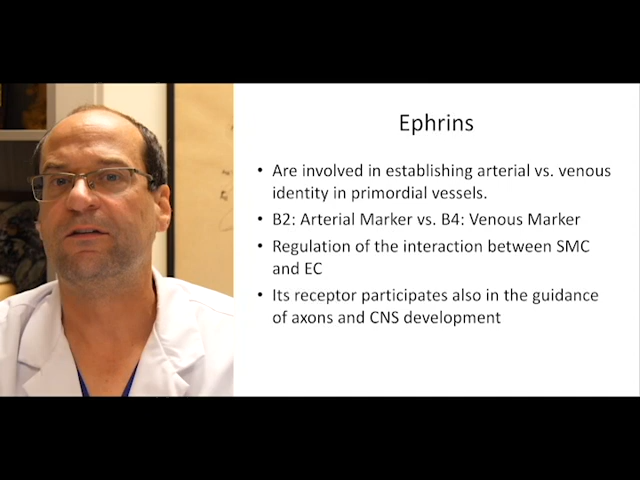 Ephrins
• Are involved in establishing arterial vs. venous
identity in primordial vessels.
• B2: Arterial Marker vs. B4: Venous Marker
• Regulation of the interaction between SMC
and EC
• Its receptor participates also in the guidance
of axons and CNS development